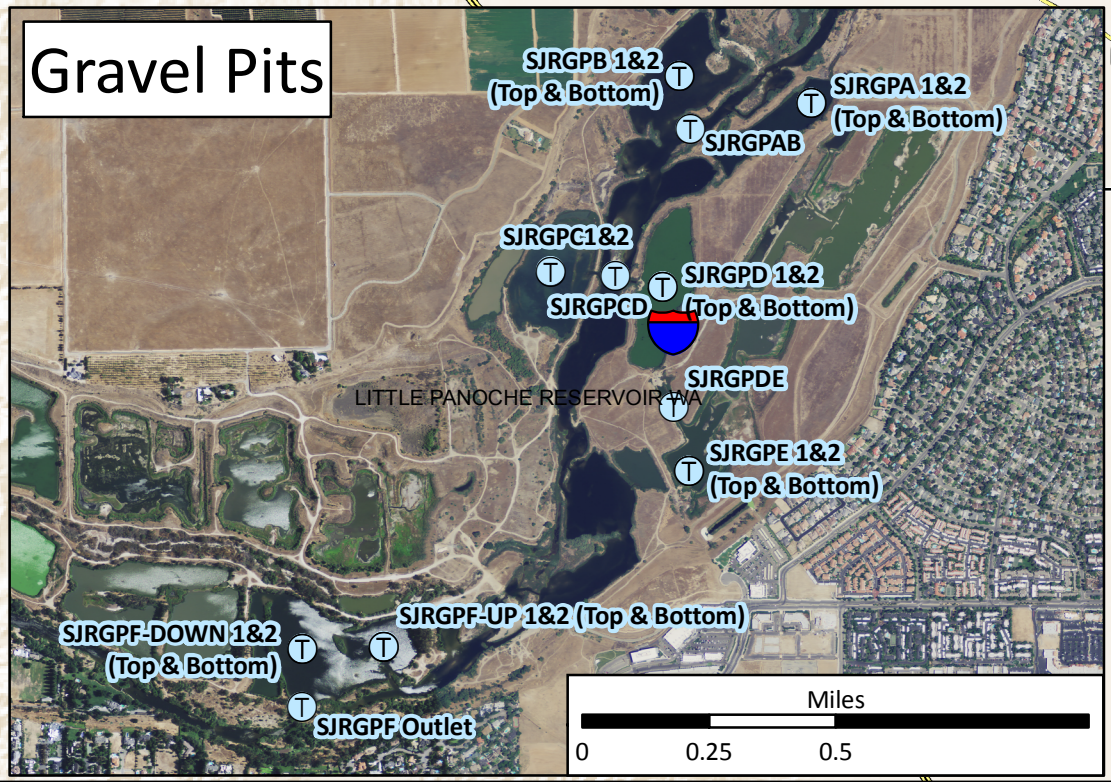 Gravel Pits
SJRGPB 1&2
(Top & Bottom)
T
T
SJRGPA 1&2
(Top & Bottom)
T
SJRGPAB
SJRGPC1&2
T
T
SJRGPCD
T
SJRGPD 1&2
(Top & Bottom)
SJRGPDE
LITTLE PANOCHE RESERVOIR WA
T
SJRGPE 1&2
(Top & Bottom)
T
SJRGPF-UP 1&2 (Top & Bottom)
SJRGPF-DOWN 1&2
(Top & Bottom)
T
T
T
SJRGPF Outlet
Miles
0 0.25 0.5